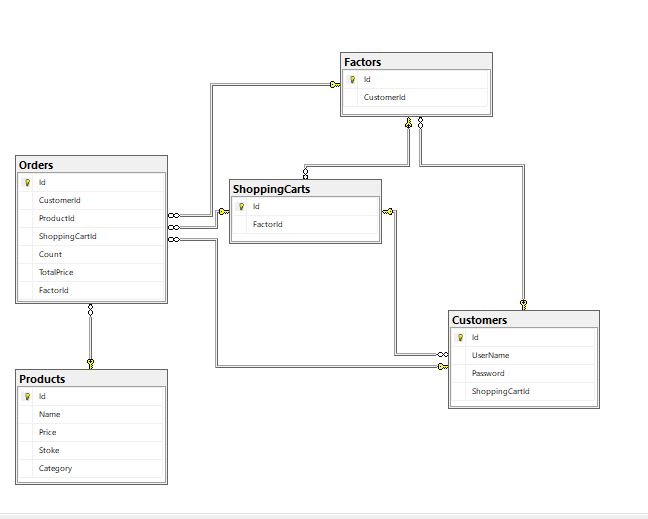 Factors
Id
CustomerId
Orders
Id
CustomerId
ProductId
ShoppingCartId
Count
TotalPrice
FactorId
ShoppingCarts
Id
FactorId
Customers
Id
UserName
Password
ShoppingCartId
Products
Id
Name
Price
Stoke
Category